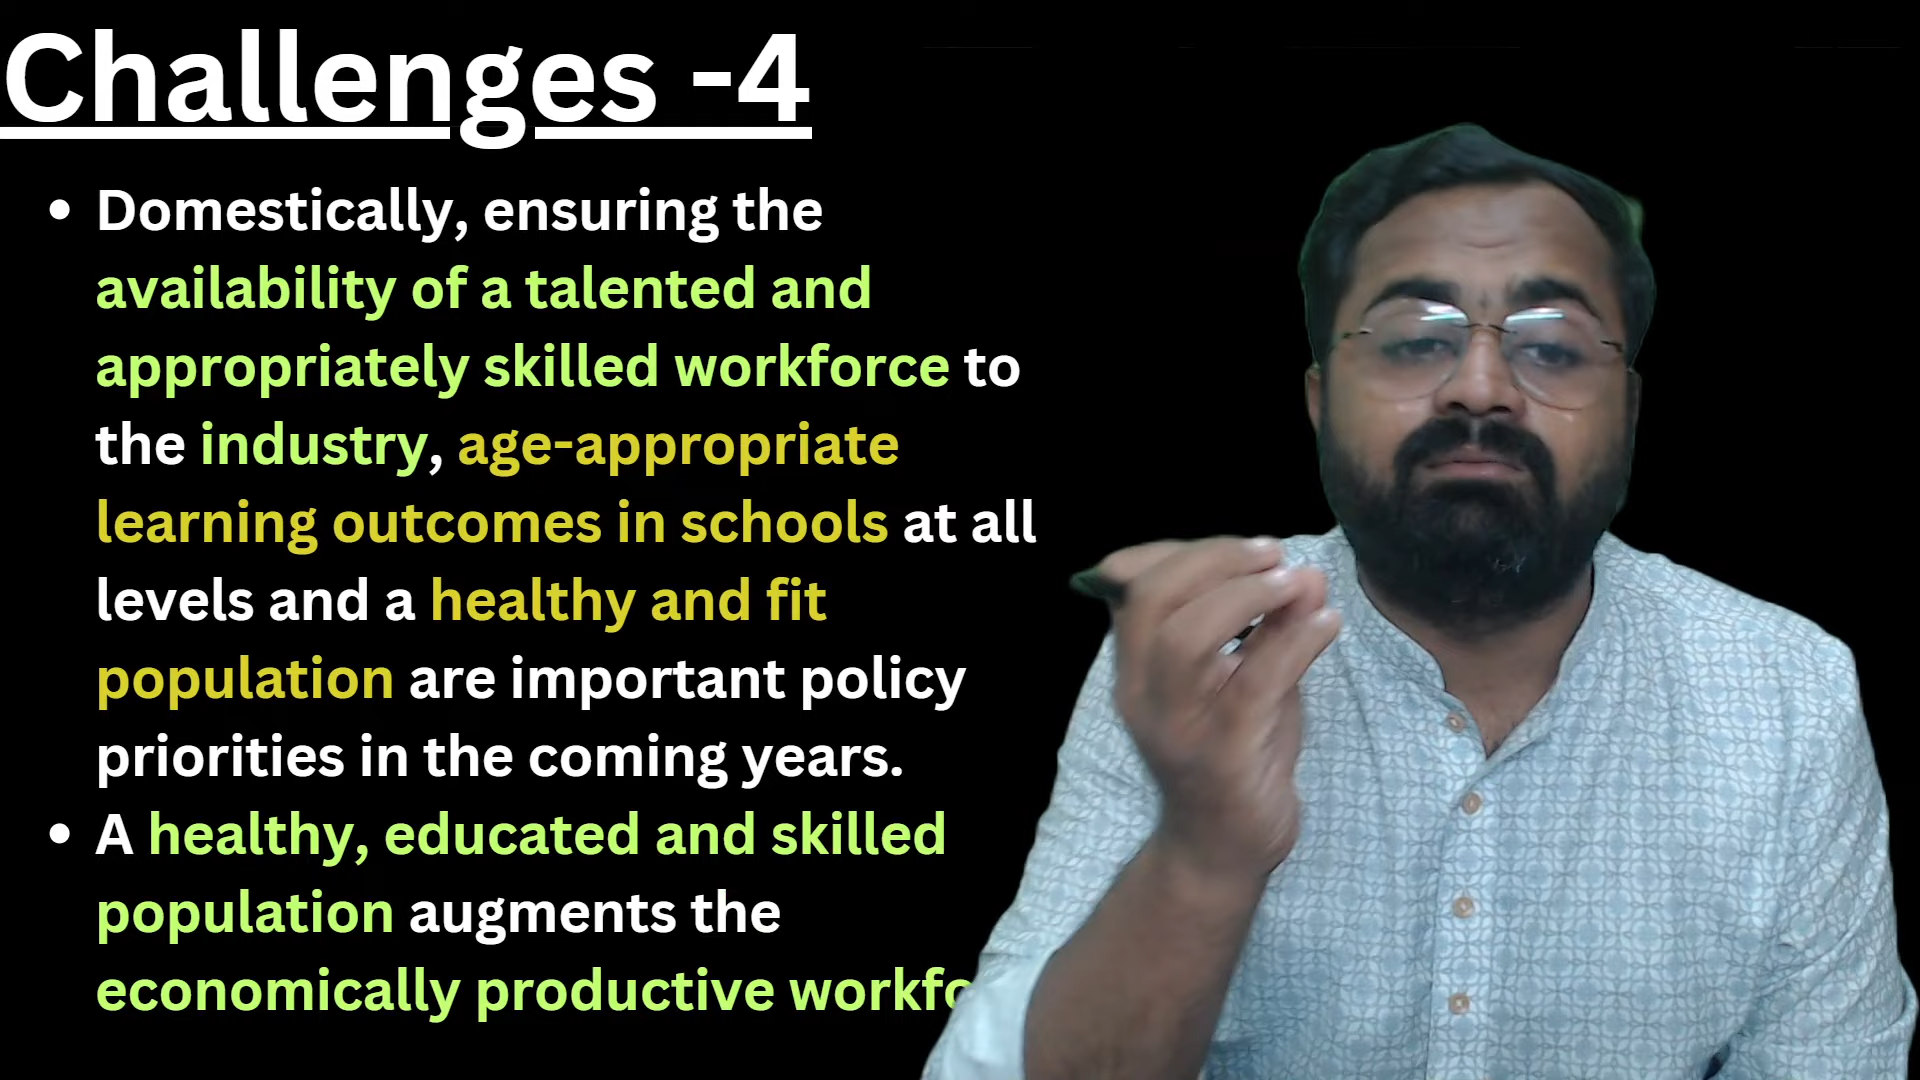 Challenges -4
• Domestically, ensuring the
availability of a talented and
appropriately skilled workforce to
the industry, age-appropriate
learning outcomes in schools at all
levels and a healthy and fit
population are important policy
priorities in the coming years.
• A healthy, educated and skilled
population augments the
economically productive